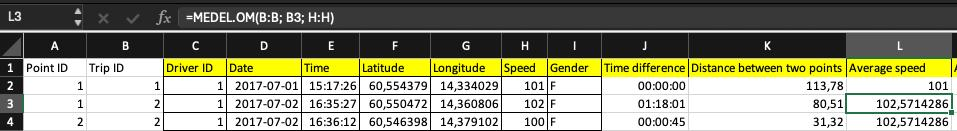 L3 fx =MEDEL.OM(B:B; B3; H:H)
A B C D E F G H I J K L
1 Point ID Trip ID Driver ID Date Time Latitude Longitude Speed Gender Time difference Distance between two points Average speed
2 1 1 1 2017-07-01 15:17:26 60,554379 14,334029 101 F 00:00:00 113,78 101
3 1 2 1 2017-07-02 16:35:27 60,550472 14,360806 102 F 01:18:01 80,51 102,5714286
4 2 2 1 2017-07-02 16:36:12 60,546398 14,379102 100 F 00:00:45 31,32 102,5714286